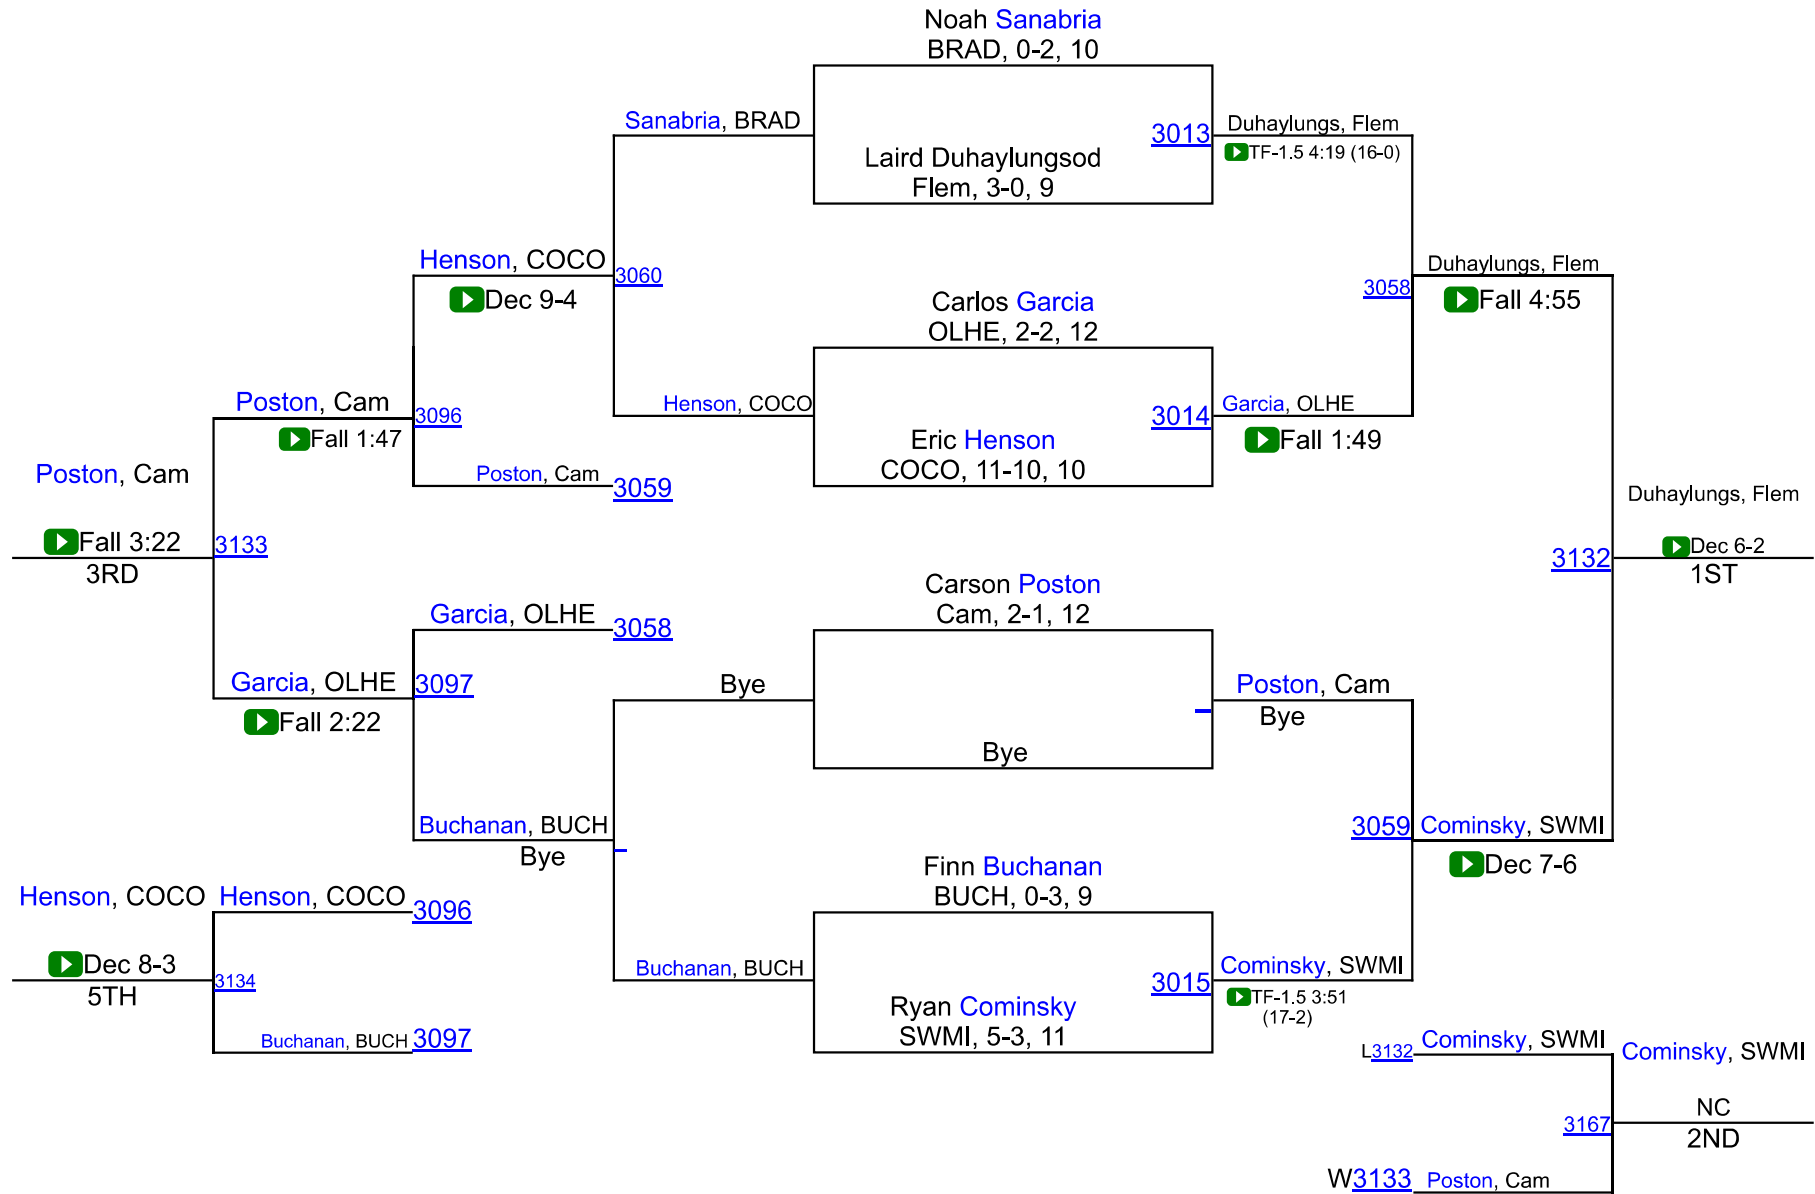 Noah Sanabria
BRAD, 0-2, 10
Sanabria, BRAD
3013
Duhaylungs, Flem
TF-1.5 4:19 (16-0)
Laird Duhaylungsod
Flem, 3-0, 9
Henson, COCO
3060
Dec 9-4
Duhaylungs, Flem
3058
Fall 4:55
Carlos Garcia
OLHE, 2-2, 12
Poston, Cam
3096
Fall 1:47
Henson, COCO
3014
Garcia, OLHE
Fall 1:49
Eric Henson
COCO, 11-10, 10
Poston, Cam
Poston, Cam
3059
Duhaylungs, Flem
Fall 3:22
3133
3RD
3132
Dec 6-2
1ST
Carson Poston
Cam, 2-1, 12
Garcia, OLHE
3058
Garcia, OLHE
3097
Fall 2:22
Bye
Poston, Cam
Bye
Bye
Buchanan, BUCH
Bye
3059
Cominsky, SWMI
Dec 7-6
Finn Buchanan
BUCH, 0-3, 9
Henson, COCO
Henson, COCO
3096
Dec 8-3
3134
5TH
Buchanan, BUCH
3015
Cominsky, SWMI
TF-1.5 3:51
(17-2)
Ryan Cominsky
SWMI, 5-3, 11
Buchanan, BUCH
3097
L3132
Cominsky, SWMI
Cominsky, SWMI
3167
NC
2ND
W3133
Poston, Cam